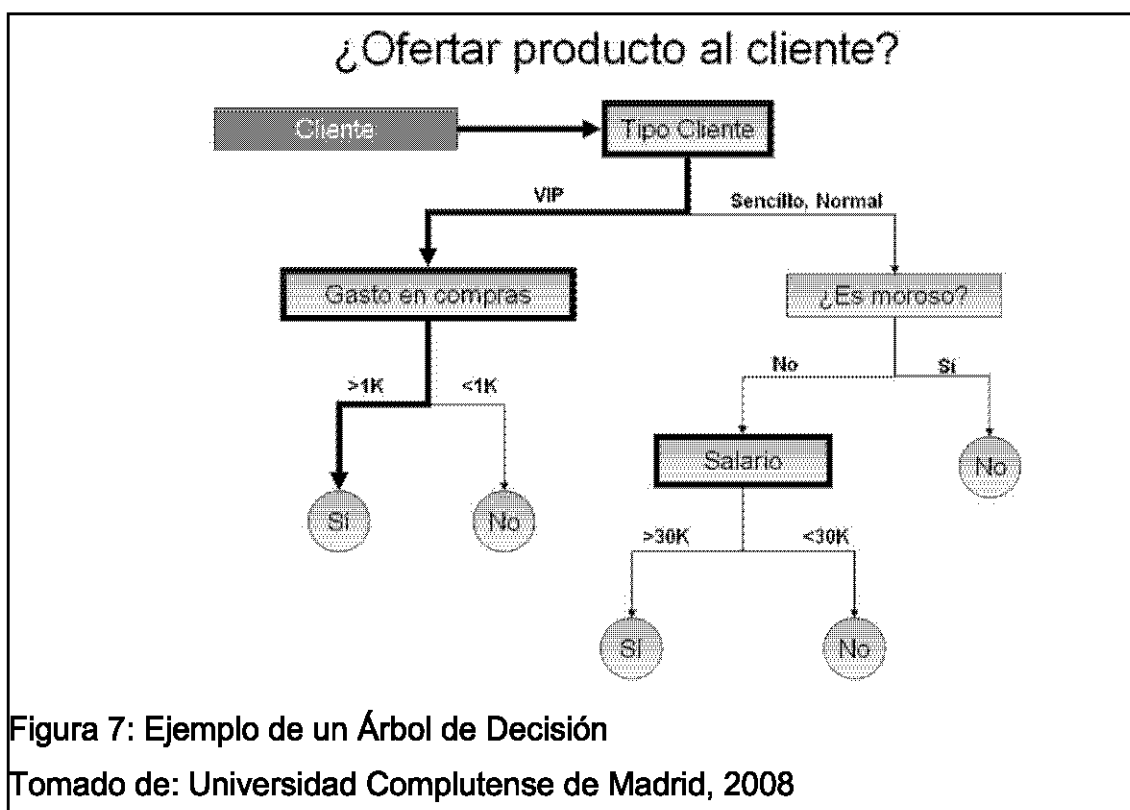 ¿Ofertar producto al cliente?
Cliente
Tipo Cliente
VIP
Sencillo, Normal
Gasto en compras
¿Es moroso?
>1K
<1K
No
Sí
Sí
No
Salario
No
>30K
<30K
Sí
No
Figura 7: Ejemplo de un Árbol de Decisión
Tomado de: Universidad Complutense de Madrid, 2008